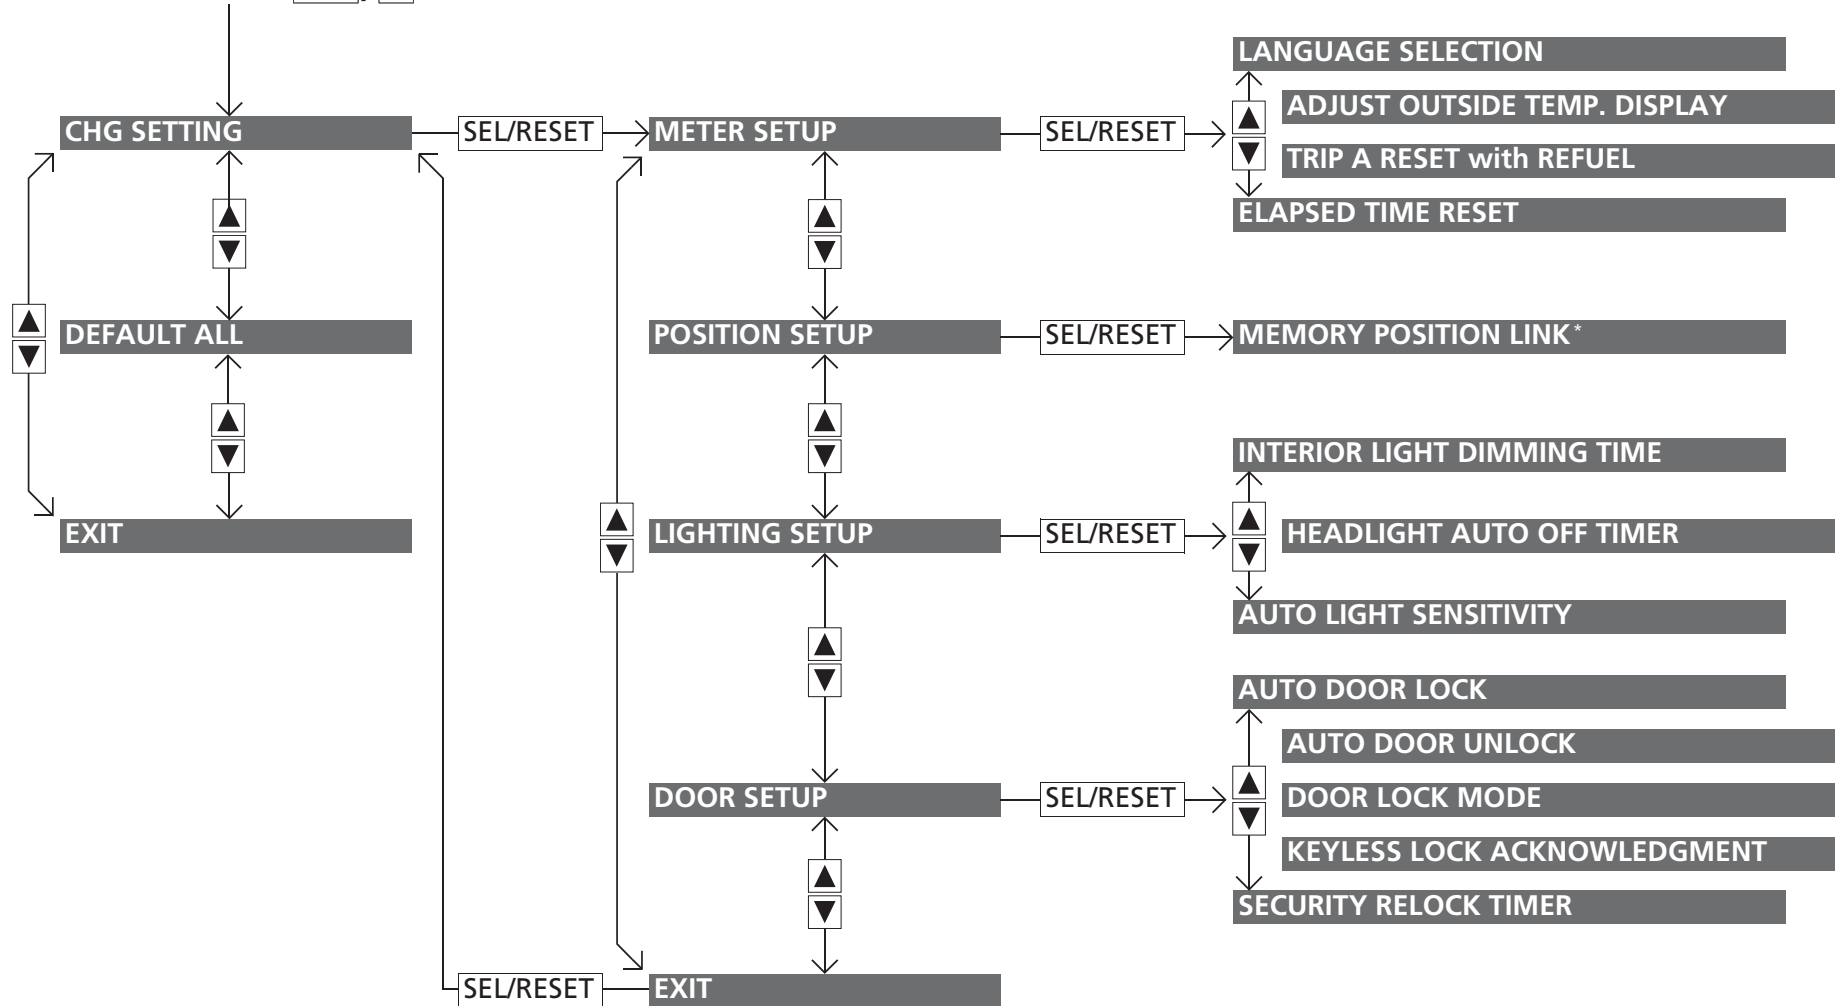 LANGUAGE SELECTION
ADJUST OUTSIDE TEMP. DISPLAY
CHG SETTING
SEL/RESET
METER SETUP
SEL/RESET
TRIP A RESET with REFUEL
ELAPSED TIME RESET
DEFAULT ALL
POSITION SETUP
SEL/RESET
MEMORY POSITION LINK*
INTERIOR LIGHT DIMMING TIME
EXIT
LIGHTING SETUP
SEL/RESET
HEADLIGHT AUTO OFF TIMER
AUTO LIGHT SENSITIVITY
AUTO DOOR LOCK
AUTO DOOR UNLOCK
DOOR SETUP
SEL/RESET
DOOR LOCK MODE
KEYLESS LOCK ACKNOWLEDGMENT
SECURITY RELOCK TIMER
SEL/RESET
EXIT